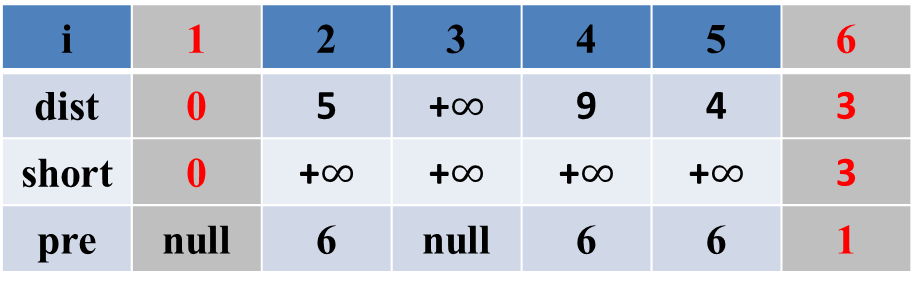 i 1 2 3 4 5 6
dist 0 5 +∞ 9 4 3
short 0 +∞ +∞ +∞ +∞ 3
pre null 6 null 6 6 1